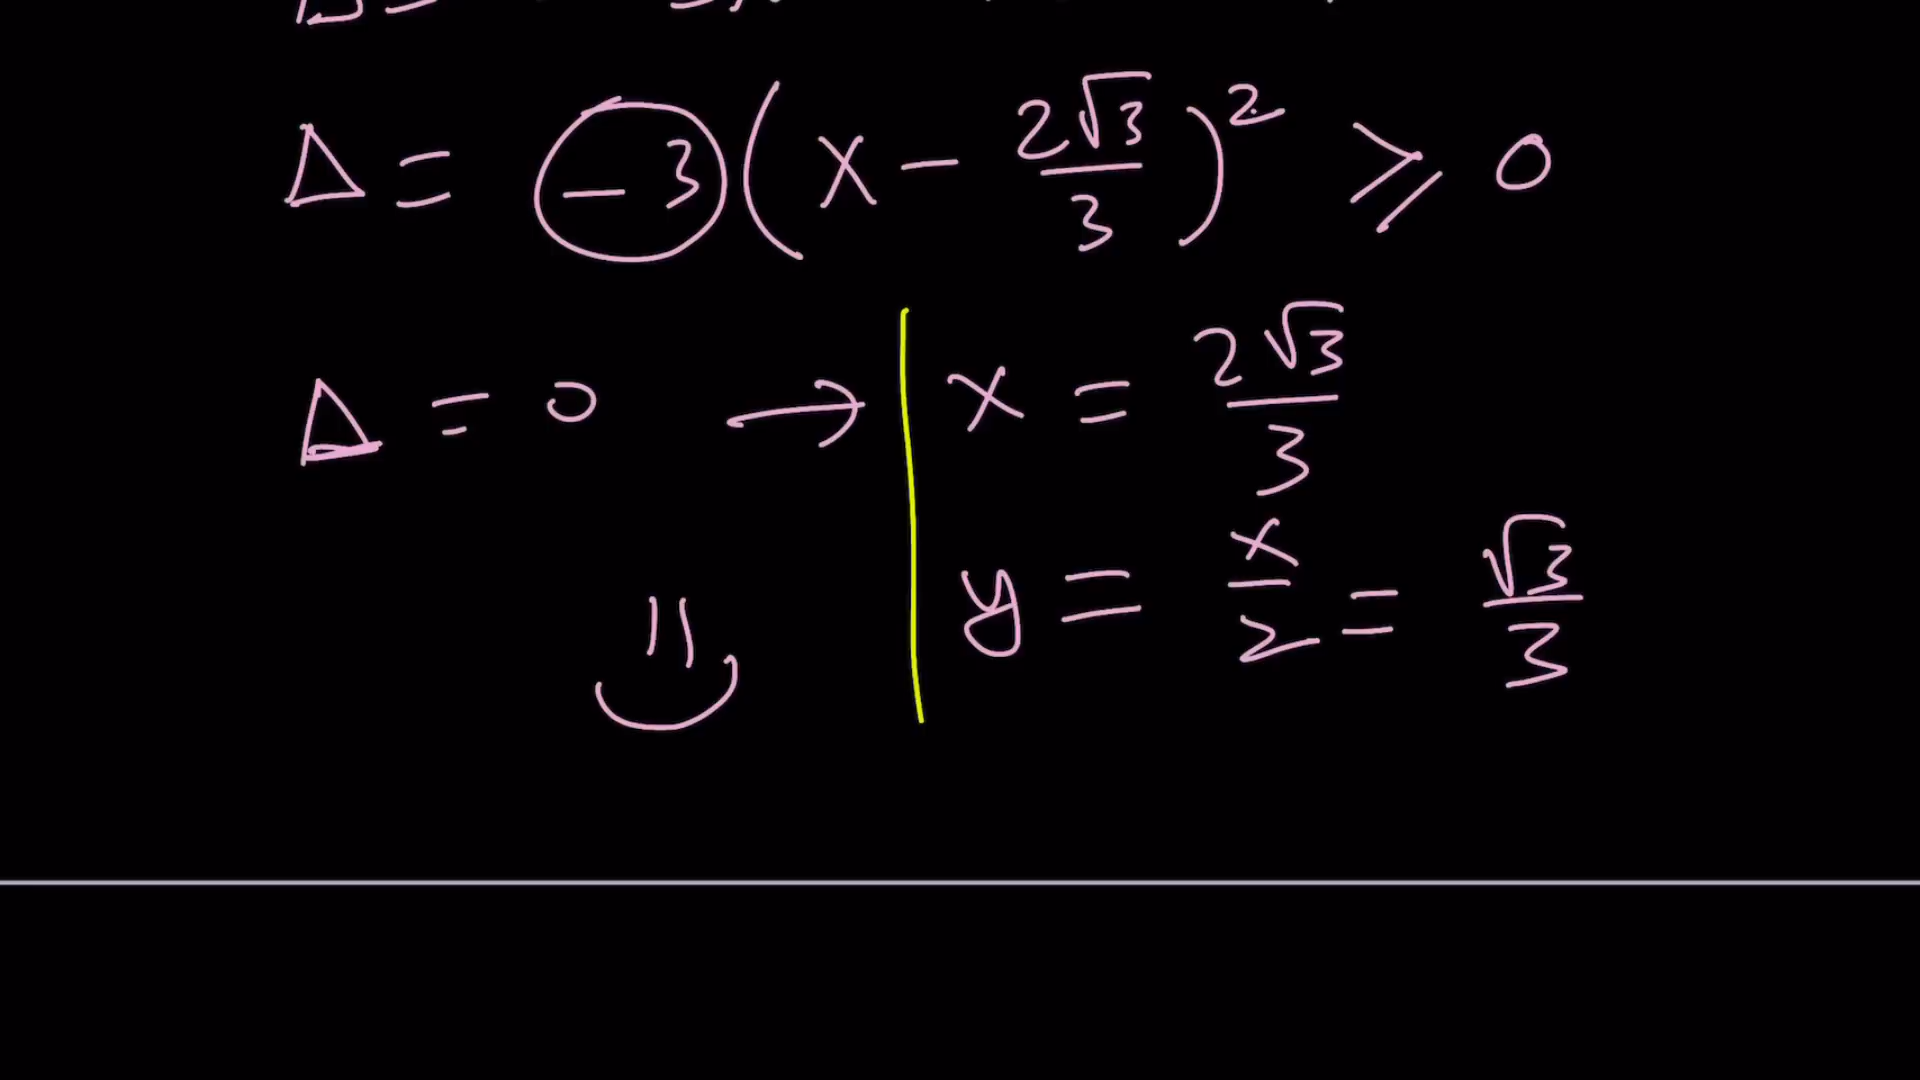 Δ = -3 (x - 2√3/3)² ⩾ 0
Δ = 0 → x = 2√3/3
y = x/2 = √3/3